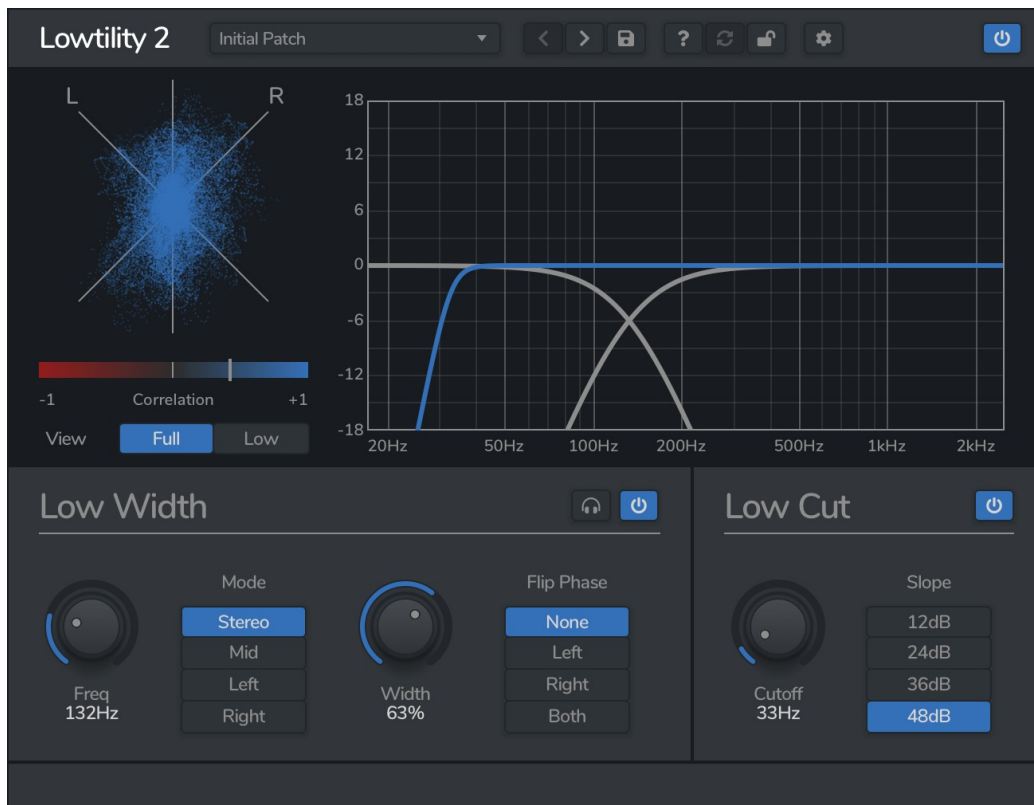 Lowtility 2
Initial Patch
?
L
R
18
12
6
0
-6
-12
-18
20Hz 50Hz 100Hz 200Hz 500Hz 1kHz 2kHz
-1 Correlation +1
View Full Low
Low Width
Freq
132Hz
Mode
Stereo
Mid
Left
Right
Width
63%
Flip Phase
None
Left
Right
Both
Low Cut
Cutoff
33Hz
Slope
12dB
24dB
36dB
48dB